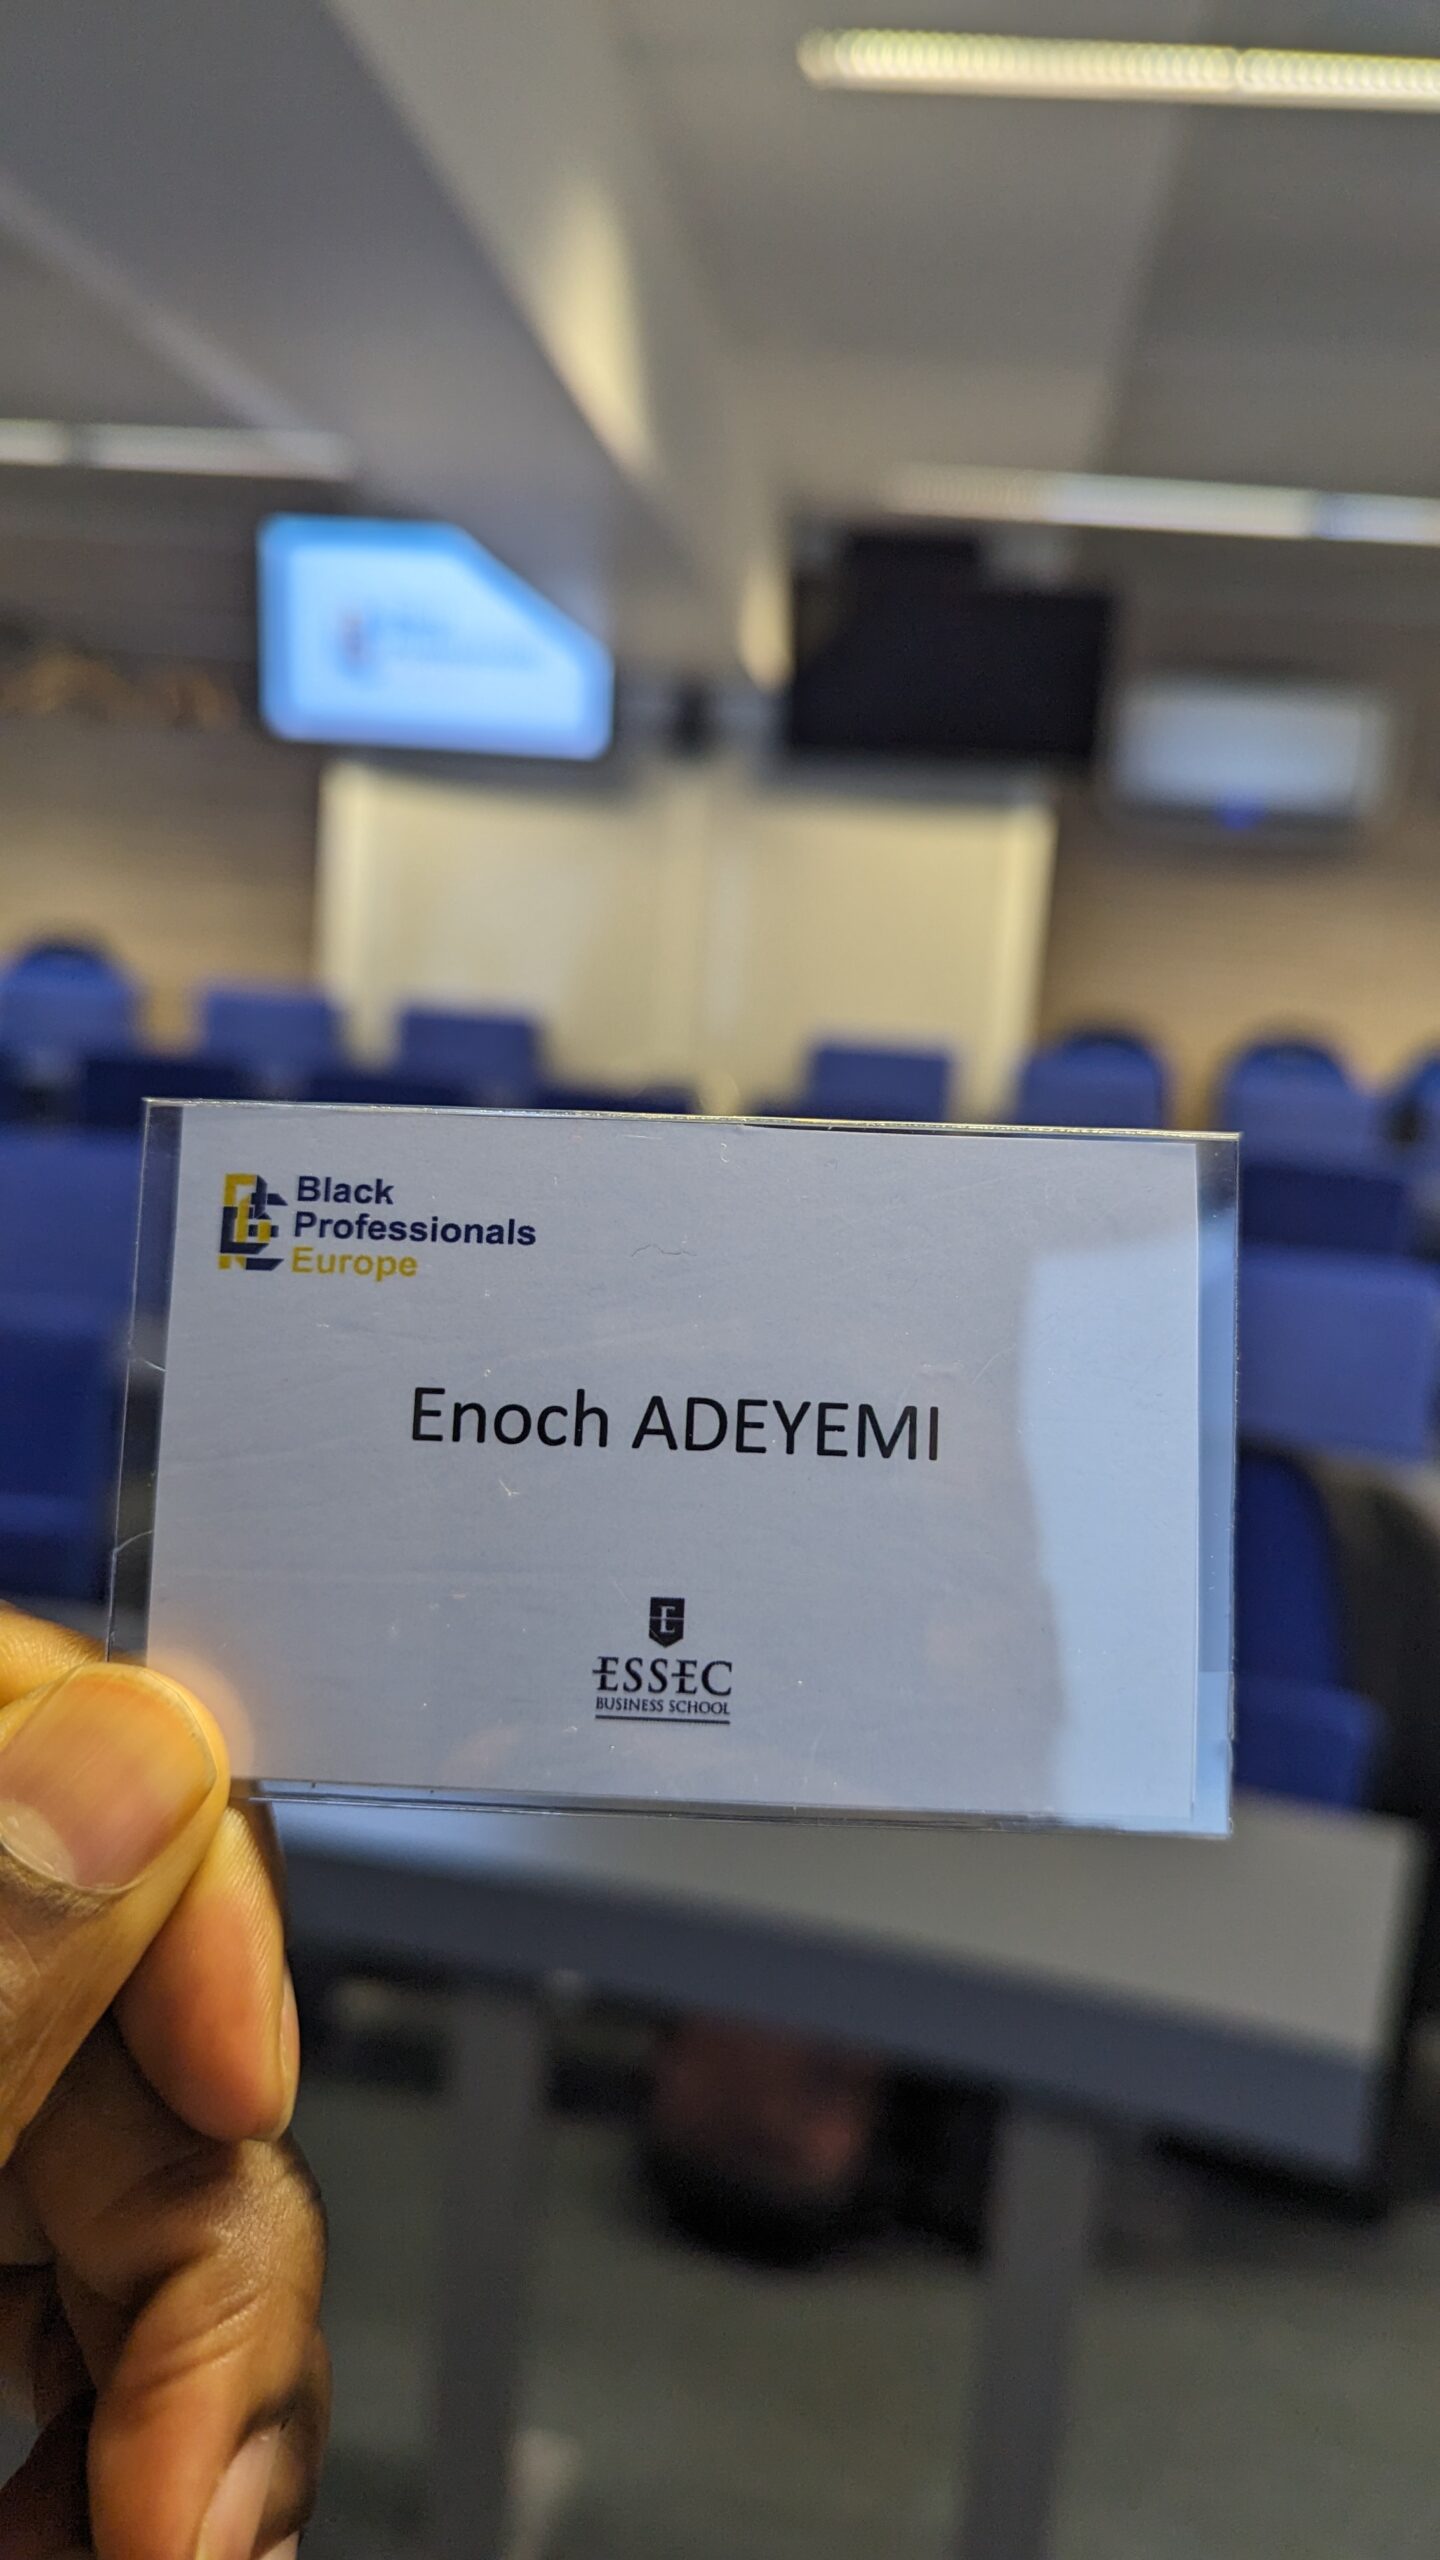 Black
Professionals
Europe
Enoch ADEYEMI
E
ESSEC
BUSINESS SCHOOL